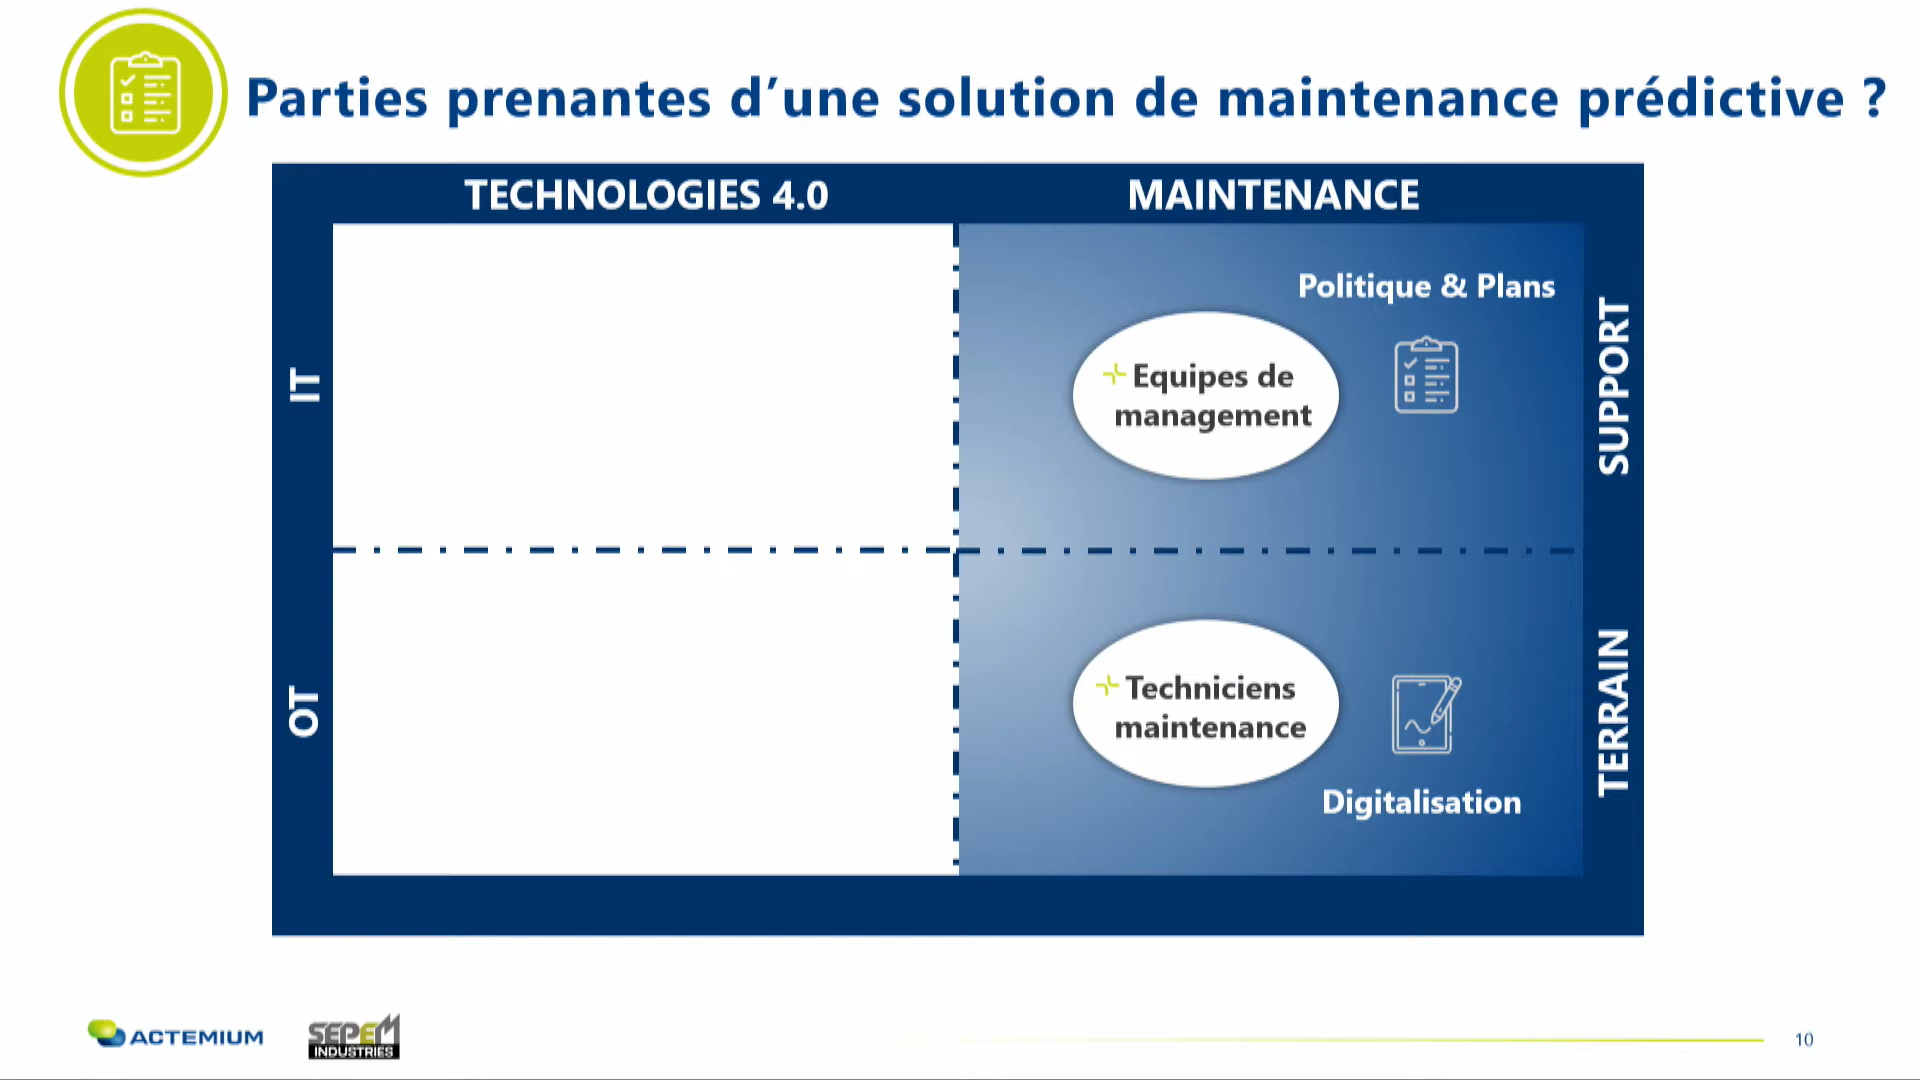 Parties prenantes d’une solution de maintenance prédictive ?
TECHNOLOGIES 4.0
MAINTENANCE
IT
OT
Politique & Plans
Equipes de
management
SUPPORT
Techniciens
maintenance
Digitalisation
TERRAIN
ACTEMIUM
SEPEM
INDUSTRIES
10